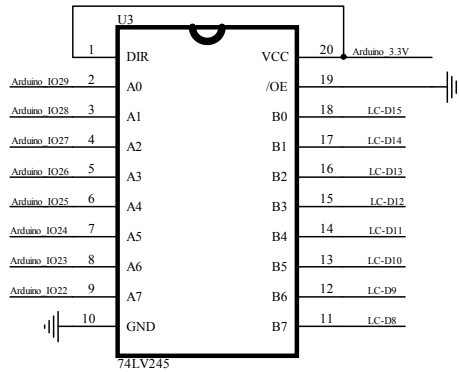 U3
1 DIR VCC 20 Arduino_3.3V
Arduino_IO29 2 A0 /OE 19
Arduino_IO28 3 A1 B0 18 LC-D15
Arduino_IO27 4 A2 B1 17 LC-D14
Arduino_IO26 5 A3 B2 16 LC-D13
Arduino_IO25 6 A4 B3 15 LC-D12
Arduino_IO24 7 A5 B4 14 LC-D11
Arduino_IO23 8 A6 B5 13 LC-D10
Arduino_IO22 9 A7 B6 12 LC-D9
10 GND B7 11 LC-D8
74LV245